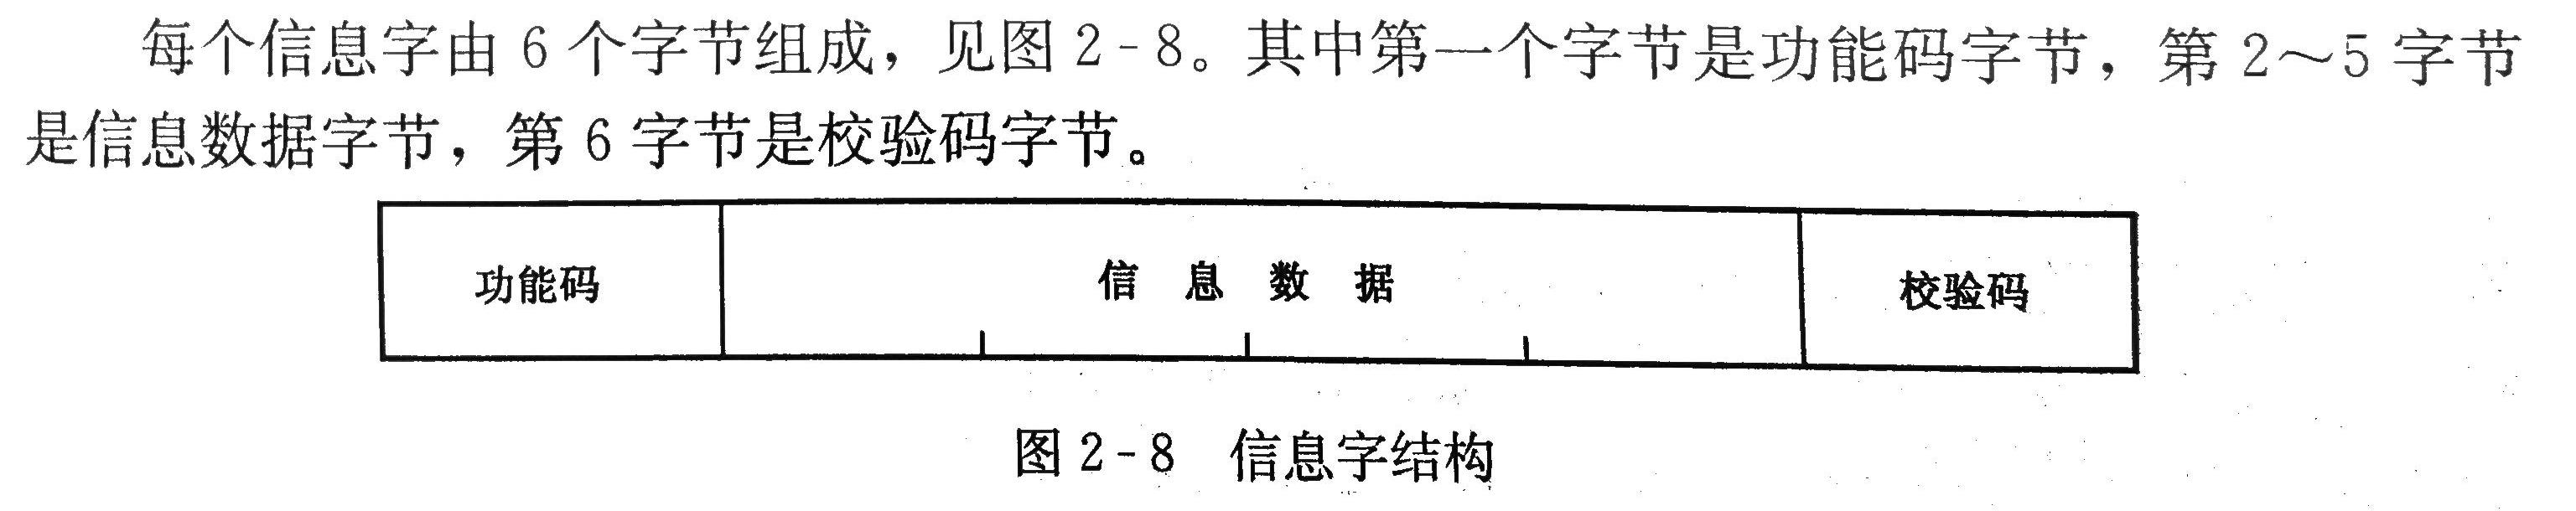 每个信息字由 6 个字节组成，见图 2-8。其中第一个字节是功能码字节，第 2～5 字节
是信息数据字节，第 6 字节是校验码字节。
功能码 信息数据 校验码
图 2-8 信息字结构